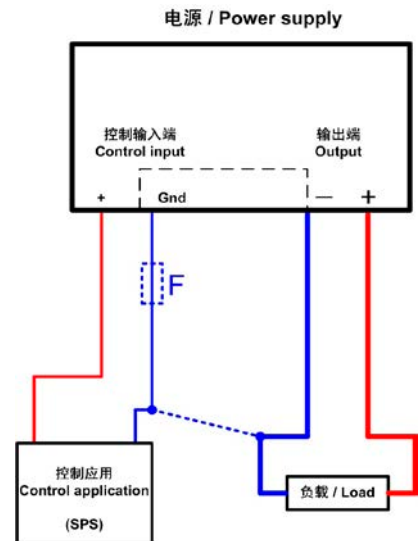 电源 / Power supply
控制输入端
Control input
输出端
Output
+
Gnd
—
+
F
控制应用
Control application
(SPS)
负载 / Load